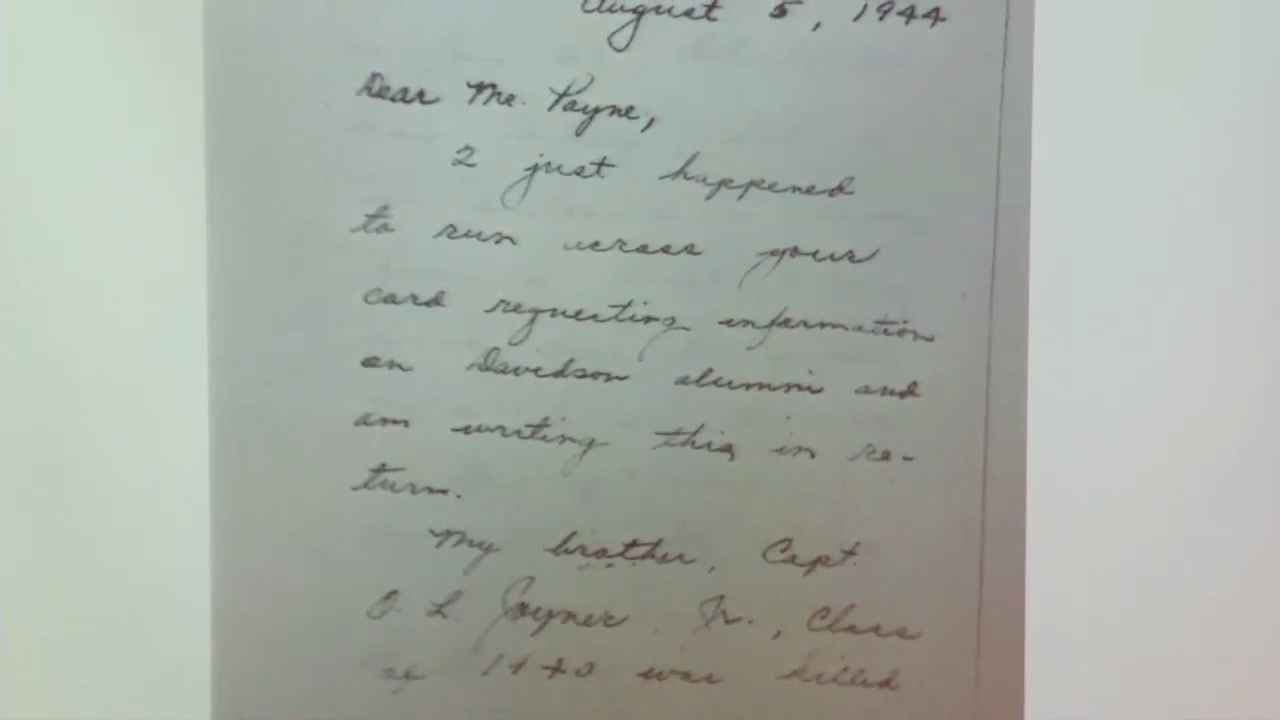 August 5, 1944
Dear Mr. Payne,
I just happened
to run across your
card requesting information
on Davidson alumni and
am writing this in re-
turn.
My brother, Capt.
O. L. Joyner Jr., Class
of 1940 was killed